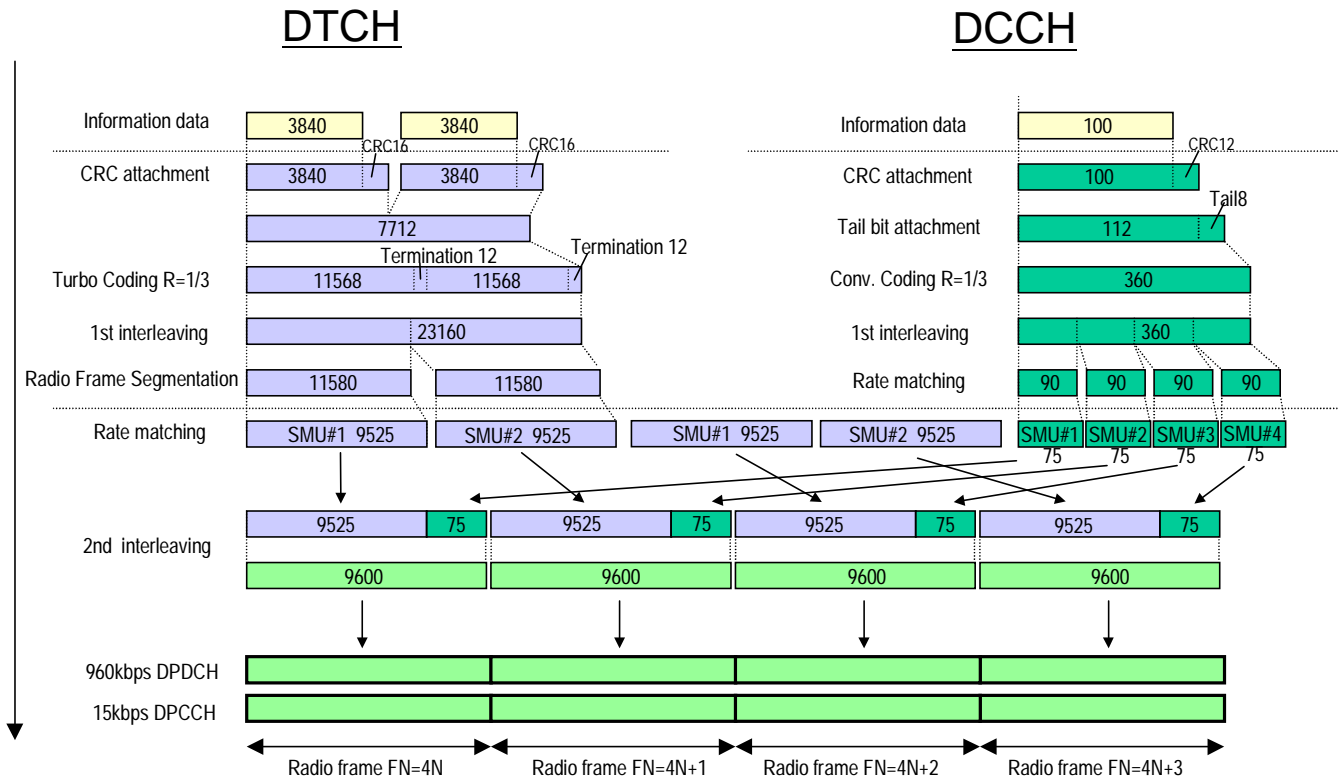 DTCH
DCCH
Information data
3840
3840
Information data
100
CRC16
CRC16
CRC12
CRC attachment
3840
3840
CRC attachment
100
Tail8
7712
Tail bit attachment
112
Termination 12
Termination 12
Turbo Coding R=1/3
11568
11568
Conv. Coding R=1/3
360
1st interleaving
23160
1st interleaving
360
Radio Frame Segmentation
11580
11580
Rate matching
90
90
90
90
Rate matching
SMU#1 9525
SMU#2 9525
SMU#1 9525
SMU#2 9525
SMU#1
SMU#2
SMU#3
SMU#4
75
75
75
75
2nd interleaving
9525
75
9525
75
9525
75
9525
75
9600
9600
9600
9600
960kbps DPDCH
15kbps DPCCH
Radio frame FN=4N
Radio frame FN=4N+1
Radio frame FN=4N+2
Radio frame FN=4N+3